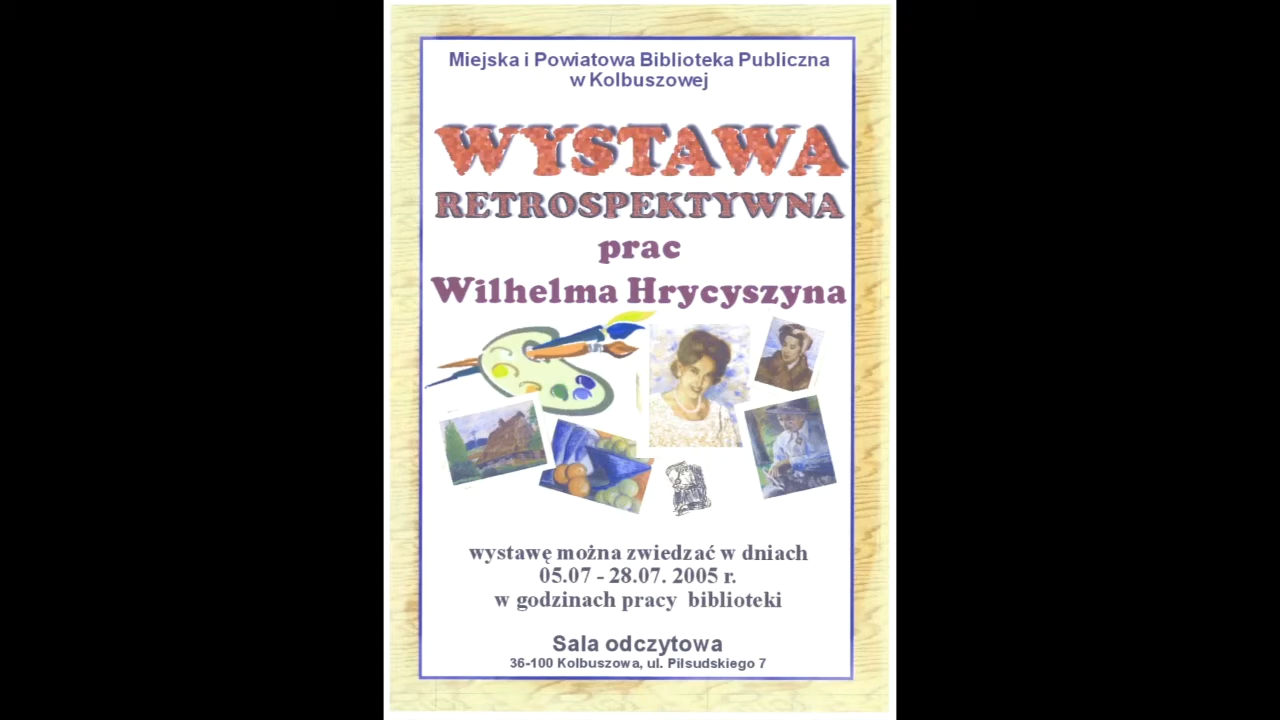 Miejska i Powiatowa Biblioteka Publiczna
w Kolbuszowej
WYSTAWA
RETROSPEKTYWNA
prac
Wilhelma Hrycyszyna
wystawę można zwiedzać w dniach
05.07 - 28.07. 2005 r.
w godzinach pracy biblioteki
Sala odczytowa
36-100 Kolbuszowa, ul. Piłsudskiego 7